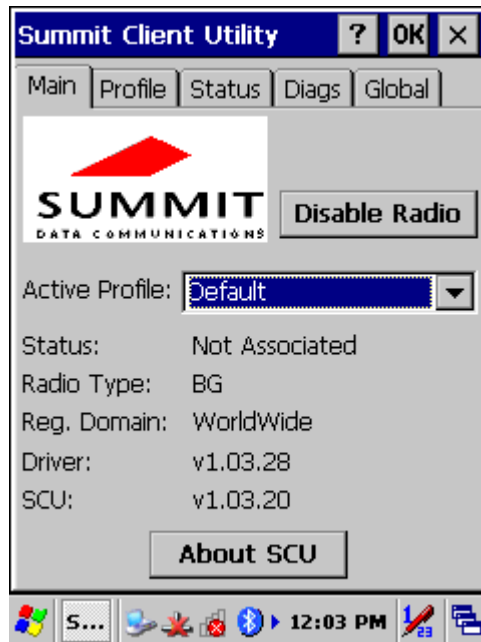 Summit Client Utility ? OK ×
Main Profile Status Diags Global
SUMMIT
DATA COMMUNICATIONS
Disable Radio
Active Profile: Default
Status: Not Associated
Radio Type: BG
Reg. Domain: WorldWide
Driver: v1.03.28
SCU: v1.03.20
About SCU
S... 12:03 PM